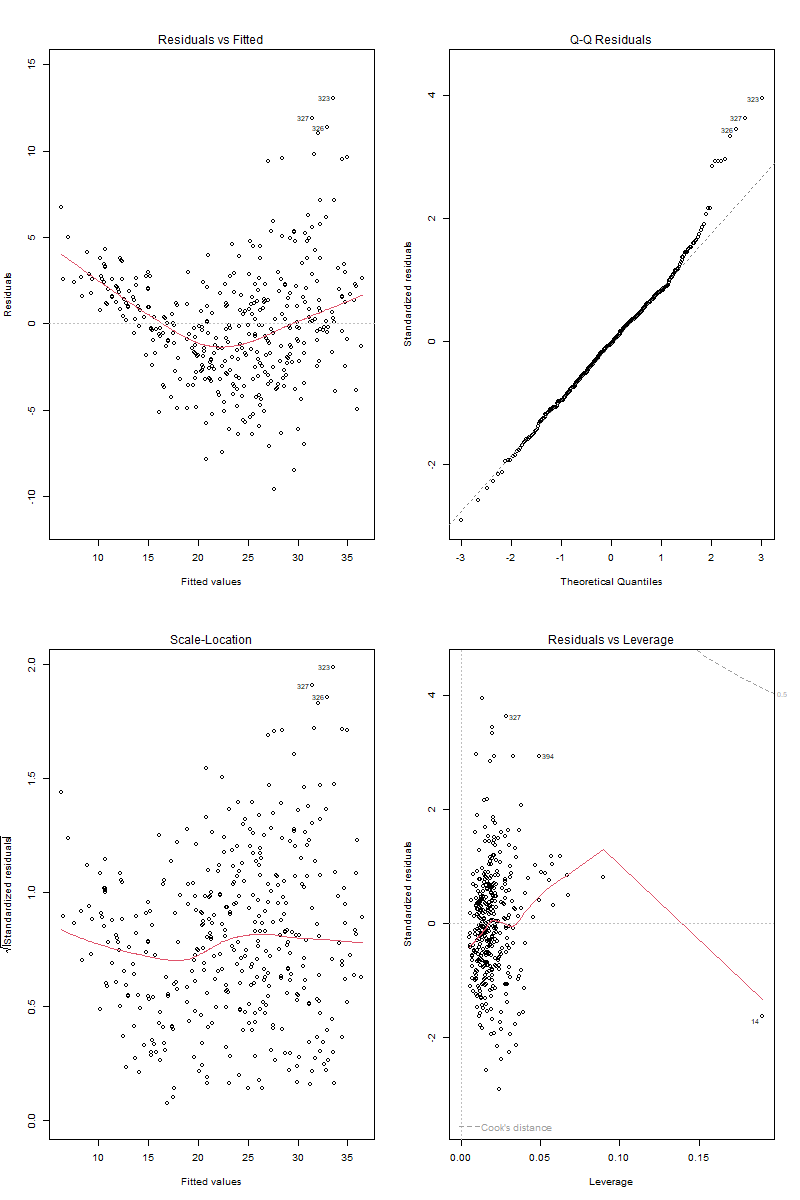 Residuals vs Fitted
Residuals
15
10
5
0
-5
-10
323
327
326
10 15 20 25 30 35
Fitted values
Q-Q Residuals
Standardized residuals
4
2
0
-2
323
327
326
-3 -2 -1 0 1 2 3
Theoretical Quantiles
Scale-Location
√|Standardized residuals|
2.0
1.5
1.0
0.5
0.0
323
327
326
10 15 20 25 30 35
Fitted values
Residuals vs Leverage
Standardized residuals
4
2
0
-2
0.5
327
394
14
Cook's distance
0.00 0.05 0.10 0.15
Leverage